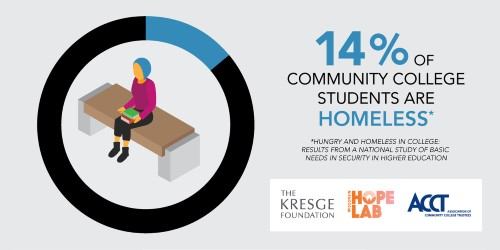 14% OF
COMMUNITY COLLEGE
STUDENTS ARE
HOMELESS*
*HUNGRY AND HOMELESS IN COLLEGE:
RESULTS FROM A NATIONAL STUDY OF BASIC
NEEDS IN SECURITY IN HIGHER EDUCATION
THE
KRESGE
FOUNDATION
WISCONSIN
HOPE
LAB
ACCT
ASSOCIATION OF
COMMUNITY COLLEGE TRUSTEES